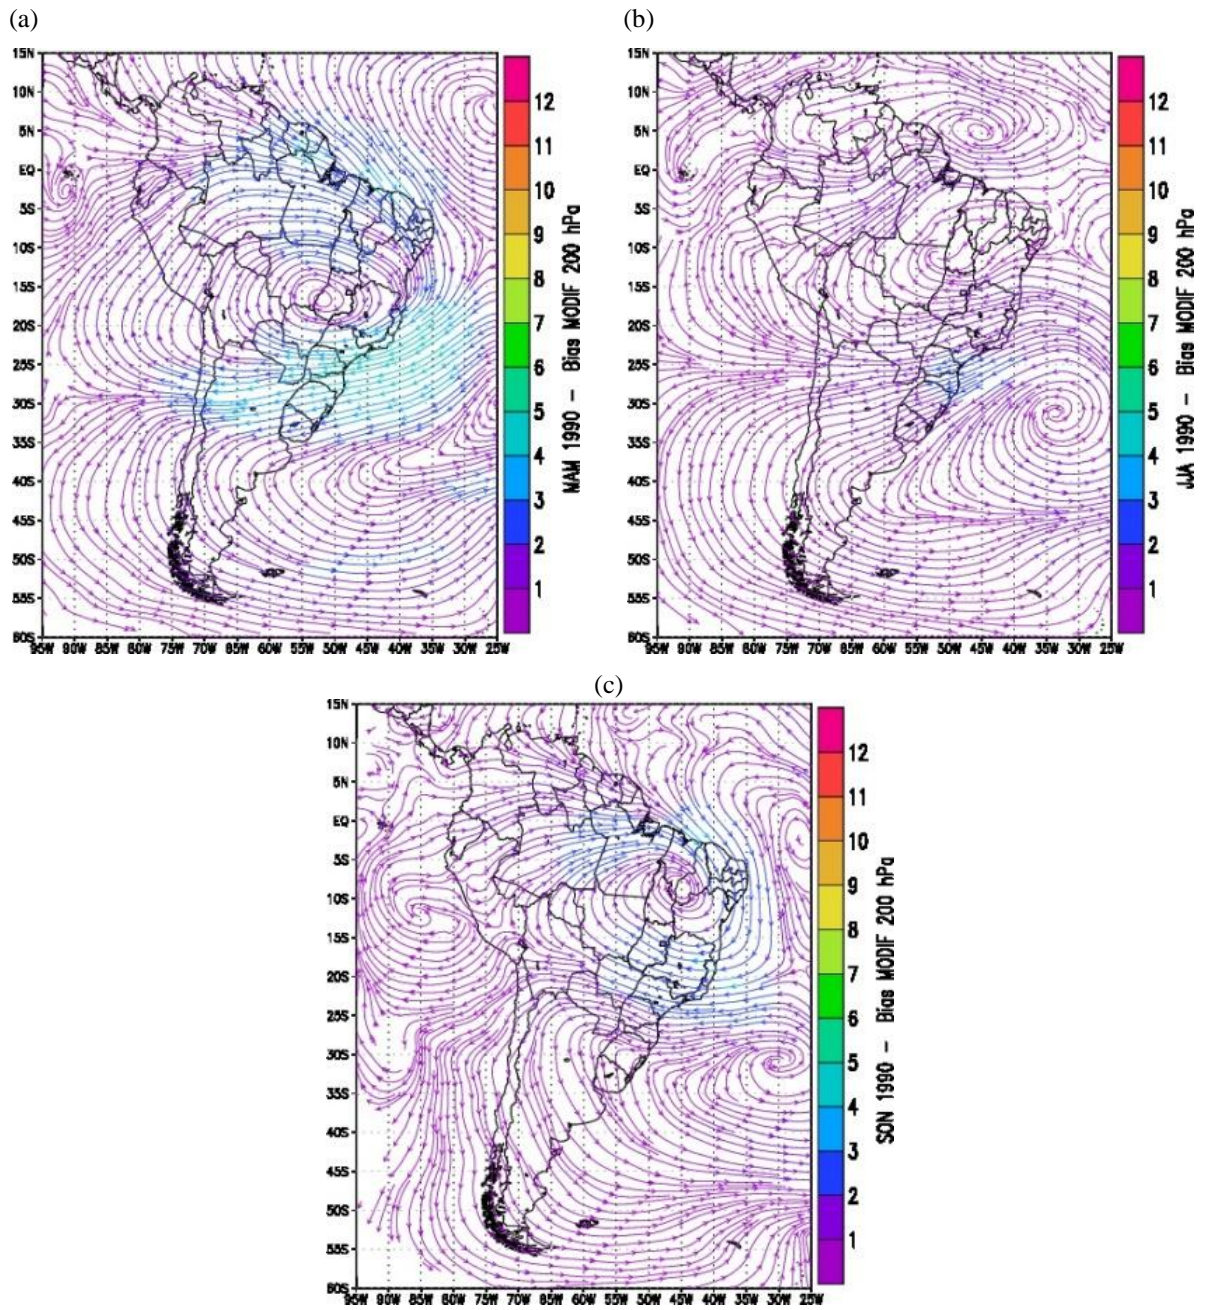 (a)
15N
10N
5N
EQ
5S
10S
15S
20S
25S
30S
35S
40S
45S
50S
55S
60S
95W 90W 85W 80W 75W 70W 65W 60W 55W 50W 45W 40W 35W 30W 25W
12
11
10
9
8
7
6
5
4
3
2
1
MAM 1990 - Bias MODIF 200 hPa
(b)
15N
10N
5N
EQ
5S
10S
15S
20S
25S
30S
35S
40S
45S
50S
55S
60S
95W 90W 85W 80W 75W 70W 65W 60W 55W 50W 45W 40W 35W 30W 25W
12
11
10
9
8
7
6
5
4
3
2
1
JJA 1990 - Bias MODIF 200 hPa
(c)
15N
10N
5N
EQ
5S
10S
15S
20S
25S
30S
35S
40S
45S
50S
55S
60S
95W 90W 85W 80W 75W 70W 65W 60W 55W 50W 45W 40W 35W 30W 25W
12
11
10
9
8
7
6
5
4
3
2
1
SON 1990 - Bias MODIF 200 hPa